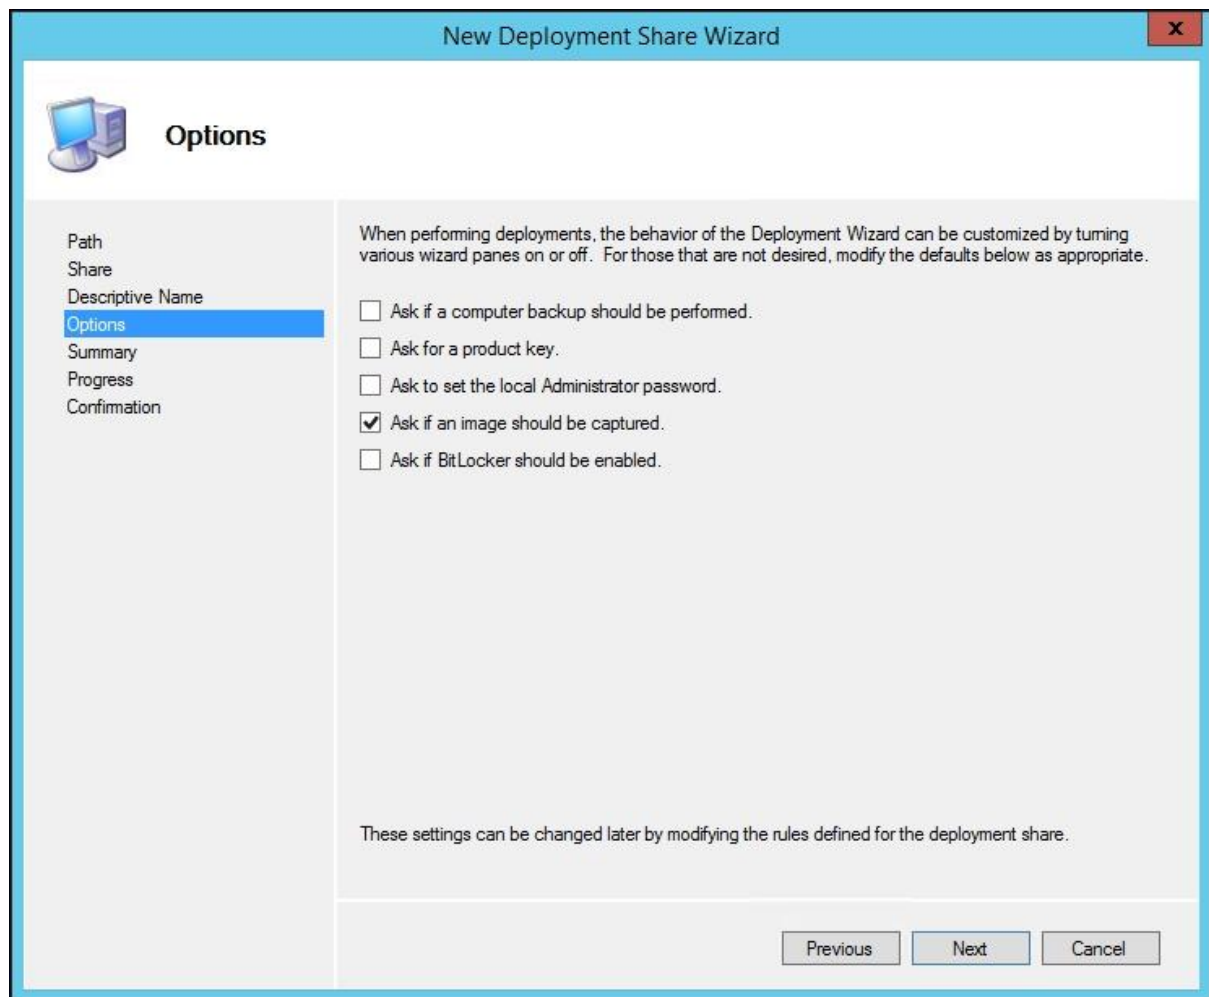 New Deployment Share Wizard
x
Options
Path
Share
Descriptive Name
Options
Summary
Progress
Confirmation
When performing deployments, the behavior of the Deployment Wizard can be customized by turning
various wizard panes on or off. For those that are not desired, modify the defaults below as appropriate.
Ask if a computer backup should be performed.
Ask for a product key.
Ask to set the local Administrator password.
Ask if an image should be captured.
Ask if BitLocker should be enabled.
These settings can be changed later by modifying the rules defined for the deployment share.
Previous
Next
Cancel